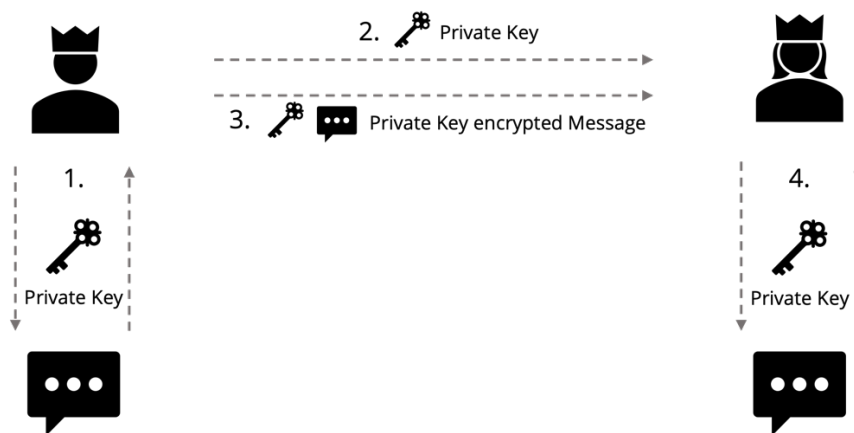 2. Private Key
3. Private Key encrypted Message
1.
Private Key
4.
Private Key